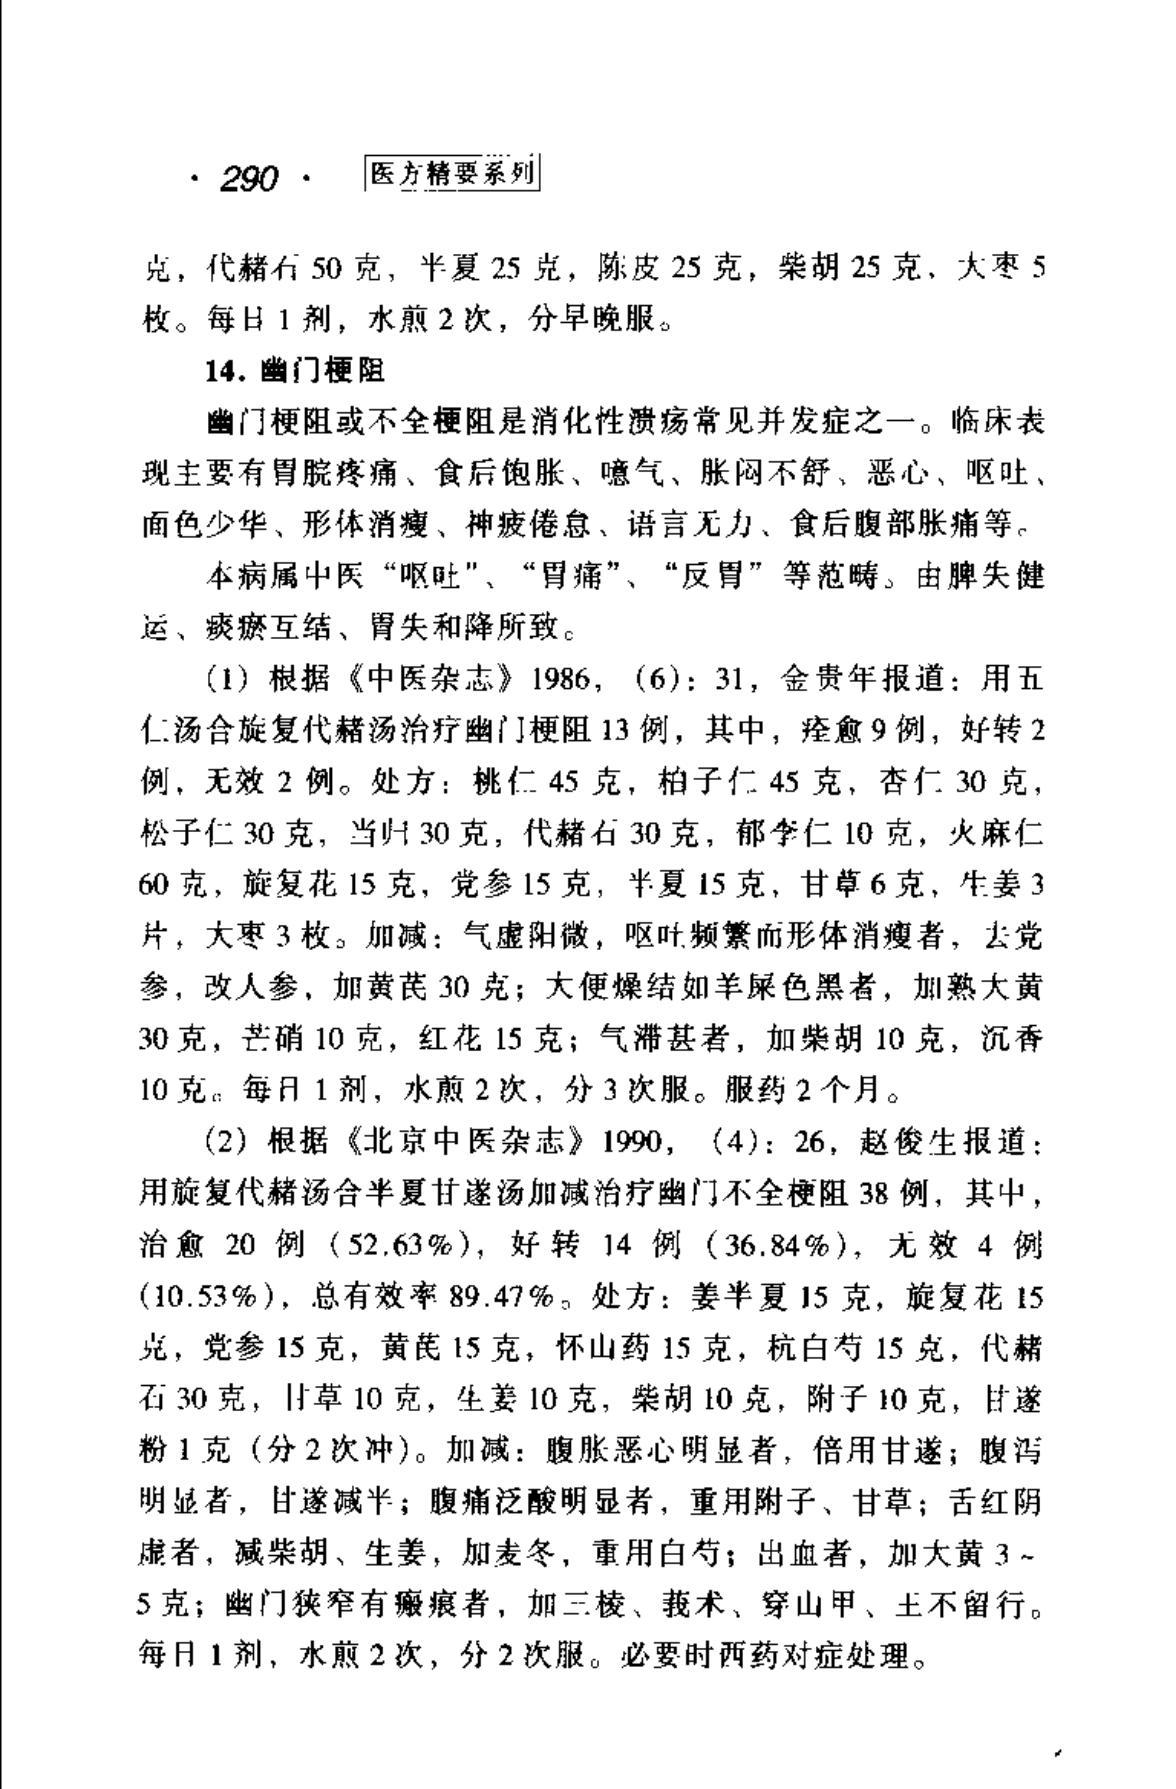 · 290 · 医方精要系列
克，代赭石 50 克，半夏 25 克，陈皮 25 克，柴胡 25 克，大枣 5
枚。每日 1 剂，水煎 2 次，分早晚服。
14. 幽门梗阻
幽门梗阻或不全梗阻是消化性溃疡常见并发症之一。临床表
现主要有胃脘疼痛、食后饱胀、噫气、胀闷不舒、恶心、呕吐、
面色少华、形体消瘦、神疲倦怠、语言无力、食后腹部胀痛等。
本病属中医“呕吐”、“胃痛”、“反胃”等范畴。由脾失健
运、痰瘀互结、胃失和降所致。
(1) 根据《中医杂志》1986，(6)：31，金贵年报道：用五
仁汤合旋复代赭汤治疗幽门梗阻 13 例，其中，痊愈 9 例，好转 2
例，无效 2 例。处方：桃仁 45 克，柏子仁 45 克，杏仁 30 克，
松子仁 30 克，当归 30 克，代赭石 30 克，郁李仁 10 克，火麻仁
60 克，旋复花 15 克，党参 15 克，半夏 15 克，甘草 6 克，生姜 3
片，大枣 3 枚。加减：气虚阳微，呕吐频繁而形体消瘦者，去党
参，改人参，加黄芪 30 克；大便燥结如羊屎色黑者，加熟大黄
30 克，芒硝 10 克，红花 15 克；气滞甚者，加柴胡 10 克，沉香
10 克。每日 1 剂，水煎 2 次，分 3 次服。服药 2 个月。
(2) 根据《北京中医杂志》1990，(4)：26，赵俊生报道：
用旋复代赭汤合半夏甘遂汤加减治疗幽门不全梗阻 38 例，其中，
治愈 20 例 (52.63%)，好转 14 例 (36.84%)，无效 4 例
(10.53%)，总有效率 89.47%。处方：姜半夏 15 克，旋复花 15
克，党参 15 克，黄芪 15 克，怀山药 15 克，杭白芍 15 克，代赭
石 30 克，甘草 10 克，生姜 10 克，柴胡 10 克，附子 10 克，甘遂
粉 1 克 (分 2 次冲)。加减：腹胀恶心明显者，倍用甘遂；腹泻
明显者，甘遂减半；腹痛泛酸明显者，重用附子、甘草；舌红阴
虚者，减柴胡、生姜，加麦冬，重用白芍；出血者，加大黄 3 ~
5 克；幽门狭窄有瘢痕者，加三棱、莪术、穿山甲、王不留行。
每日 1 剂，水煎 2 次，分 2 次服。必要时西药对症处理。